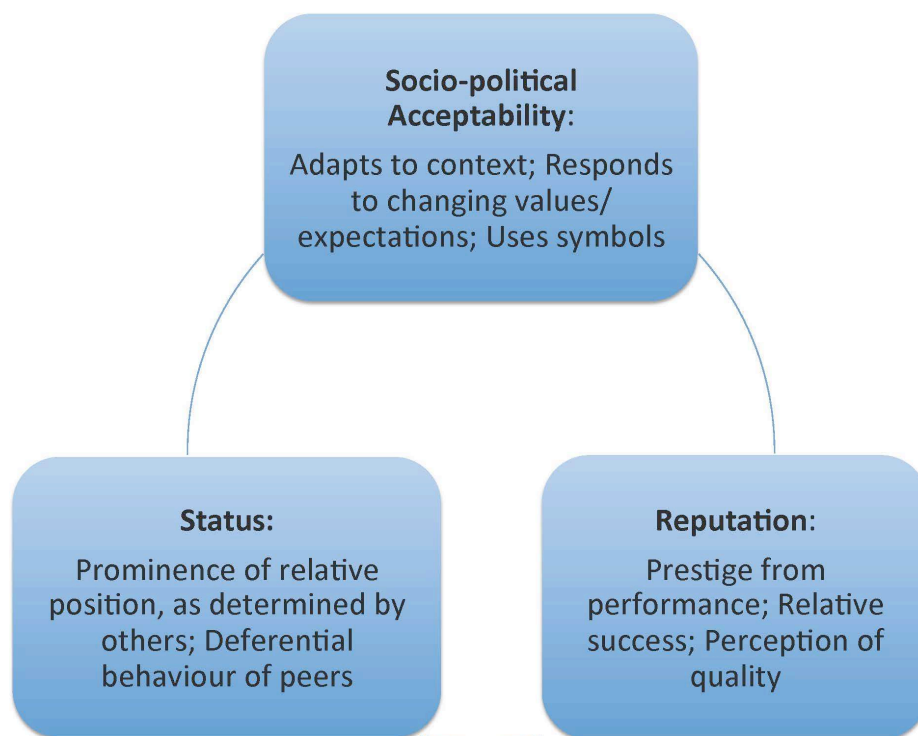 Socio-political
Acceptability:
Adapts to context; Responds
to changing values/
expectations; Uses symbols
Status:
Prominence of relative
position, as determined by
others; Deferential
behaviour of peers
Reputation:
Prestige from
performance; Relative
success; Perception of
quality